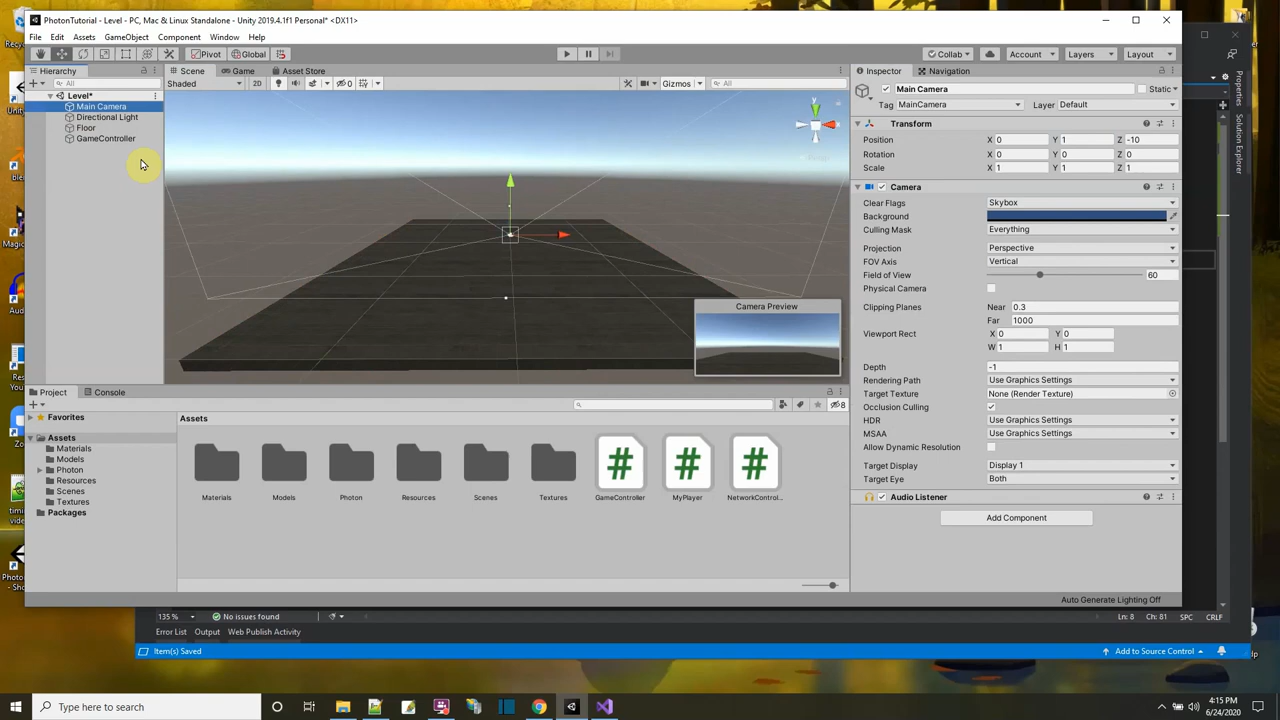 PhotonTutorial - Level - PC, Mac & Linux Standalone - Unity 2019.4.1f1 Personal* <DX11>
File Edit Assets GameObject Component Window Help
Pivot Global Collab Account Layers Layout
Hierarchy
All
Level*
Main Camera
Directional Light
Floor
GameController
Scene Game Asset Store
Shaded 2D 0 Gizmos All
Camera Preview
Inspector Navigation
Main Camera Static
Tag MainCamera Layer Default
Transform
Position X 0 Y 1 Z -10
Rotation X 0 Y 0 Z 0
Scale X 1 Y 1 Z 1
Camera
Clear Flags Skybox
Background
Culling Mask Everything
Projection Perspective
FOV Axis Vertical
Field of View 60
Physical Camera
Clipping Planes Near 0.3
Far 1000
Viewport Rect X 0 Y 0
W 1 H 1
Depth -1
Rendering Path Use Graphics Settings
Target Texture None (Render Texture)
Occlusion Culling
HDR Use Graphics Settings
MSAA Use Graphics Settings
Allow Dynamic Resolution
Target Display Display 1
Target Eye Both
Audio Listener
Add Component
Auto Generate Lighting Off
Project Console
8
Favorites
Assets
Materials
Models
Photon
Resources
Scenes
Textures
Packages
Assets
Materials Models Photon Resources Scenes Textures GameController MyPlayer NetworkControl...
Properties
Solution Explorer
135 % No issues found Ln: 8 Ch: 81 SPC CRLF
Error List Output Web Publish Activity
Item(s) Saved Add to Source Control
Type here to search
4:15 PM
6/24/2020